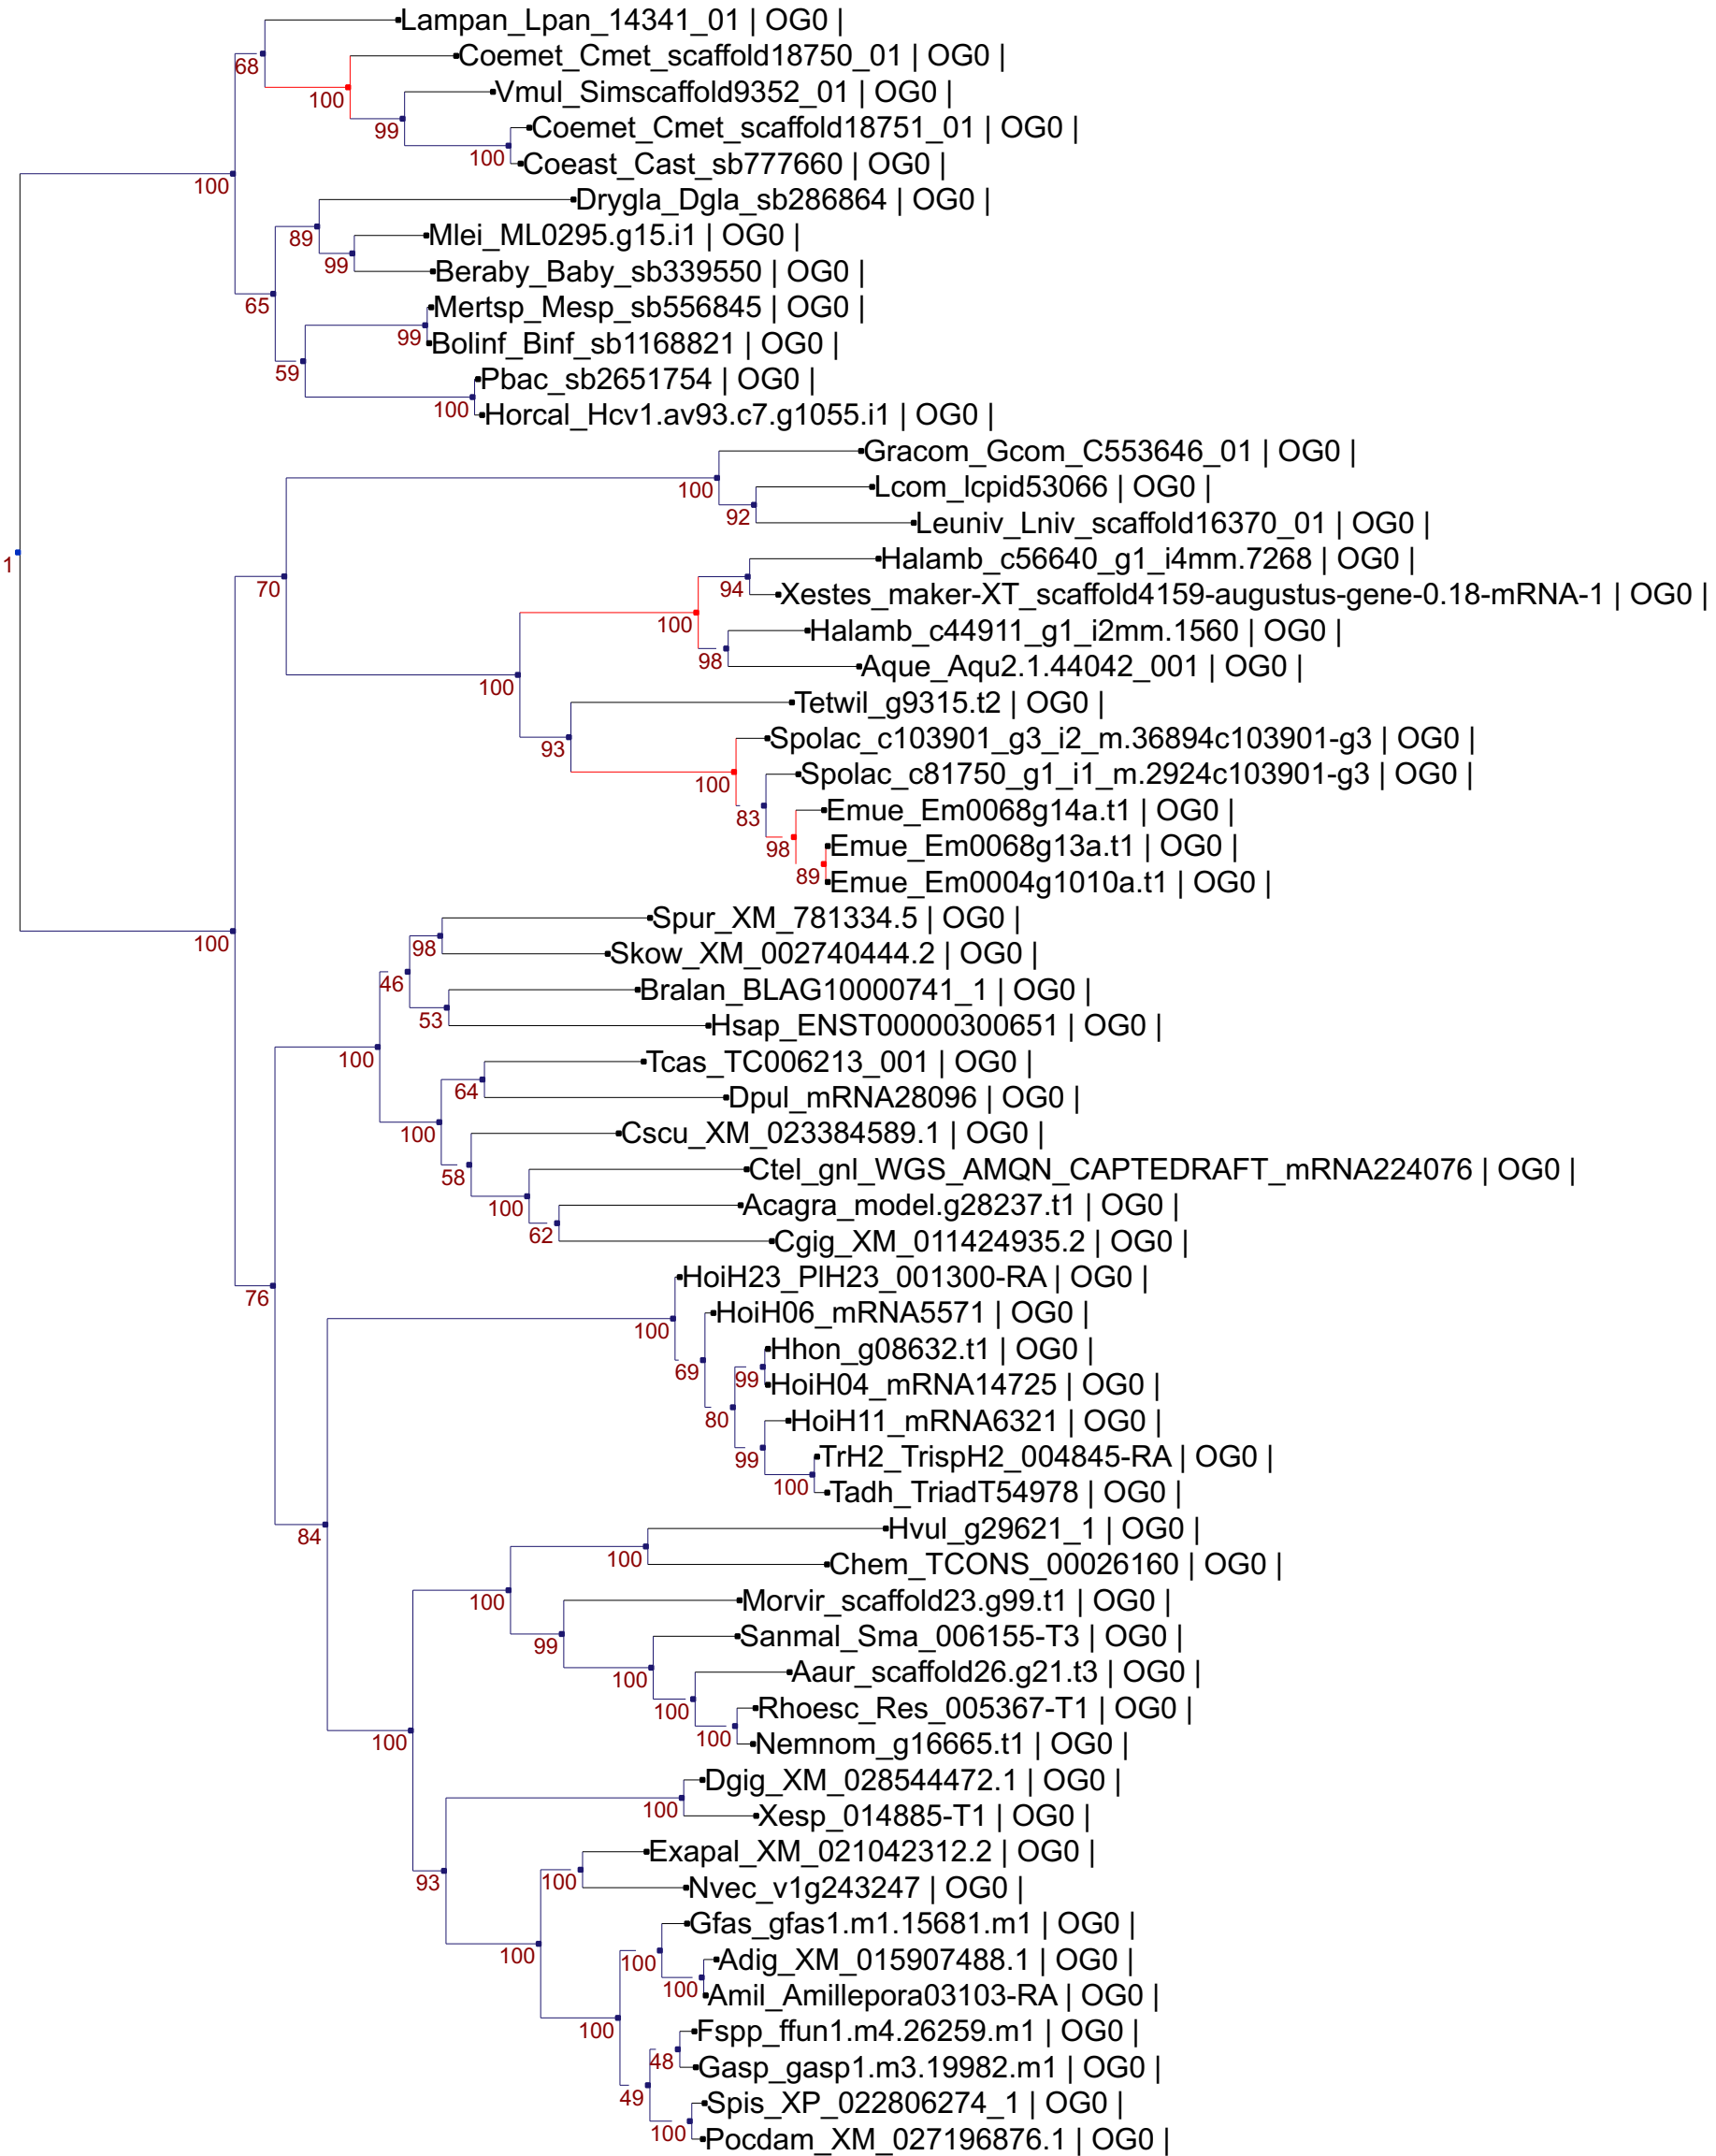 Lampan_Lpan_14341_01 | OG0 |
68
Coemet_Cmet_scaffold18750_01 | OG0 |
100
Vmul_Simscaffold9352_01 | OG0 |
99
Coemet_Cmet_scaffold18751_01 | OG0 |
100
Coeast_Cast_sb777660 | OG0 |
100
Drygla_Dgla_sb286864 | OG0 |
89
Mlei_ML0295.g15.i1 | OG0 |
99
Beraby_Baby_sb339550 | OG0 |
65
Mertsp_Mesp_sb556845 | OG0 |
99
Bolinf_Binf_sb1168821 | OG0 |
59
Pbac_sb2651754 | OG0 |
100
Horcal_Hcv1.av93.c7.g1055.i1 | OG0 |
Gracom_Gcom_C553646_01 | OG0 |
100
Lcom_lcpid53066 | OG0 |
92
Leuniv_Lniv_scaffold16370_01 | OG0 |
1
Halamb_c56640_g1_i4mm.7268 | OG0 |
70
94
Xestes_maker-XT_scaffold4159-augustus-gene-0.18-mRNA-1 | OG0 |
100
Halamb_c44911_g1_i2mm.1560 | OG0 |
98
Aque_Aqu2.1.44042_001 | OG0 |
100
Tetwil_g9315.t2 | OG0 |
93
Spolac_c103901_g3_i2_m.36894c103901-g3 | OG0 |
100
Spolac_c81750_g1_i1_m.2924c103901-g3 | OG0 |
83
Emue_Em0068g14a.t1 | OG0 |
98
Emue_Em0068g13a.t1 | OG0 |
89
Emue_Em0004g1010a.t1 | OG0 |
Spur_XM_781334.5 | OG0 |
100
98
Skow_XM_002740444.2 | OG0 |
46
Bralan_BLAG10000741_1 | OG0 |
53
Hsap_ENST00000300651 | OG0 |
100
Tcas_TC006213_001 | OG0 |
64
Dpul_mRNA28096 | OG0 |
100
Cscu_XM_023384589.1 | OG0 |
58
Ctel_gnl_WGS_AMQN_CAPTEDRAFT_mRNA224076 | OG0 |
100
Acagra_model.g28237.t1 | OG0 |
62
Cgig_XM_011424935.2 | OG0 |
HoiH23_PlH23_001300-RA | OG0 |
76
HoiH06_mRNA5571 | OG0 |
100
Hhon_g08632.t1 | OG0 |
69
99
HoiH04_mRNA14725 | OG0 |
80
HoiH11_mRNA6321 | OG0 |
99
TrH2_TrispH2_004845-RA | OG0 |
100
Tadh_TriadT54978 | OG0 |
84
Hvul_g29621_1 | OG0 |
100
Chem_TCONS_00026160 | OG0 |
100
Morvir_scaffold23.g99.t1 | OG0 |
99
Sanmal_Sma_006155-T3 | OG0 |
100
Aaur_scaffold26.g21.t3 | OG0 |
100
Rhoesc_Res_005367-T1 | OG0 |
100
Nemnom_g16665.t1 | OG0 |
100
Dgig_XM_028544472.1 | OG0 |
100
Xesp_014885-T1 | OG0 |
Exapal_XM_021042312.2 | OG0 |
93
100
Nvec_v1g243247 | OG0 |
Gfas_gfas1.m1.15681.m1 | OG0 |
100
100
Adig_XM_015907488.1 | OG0 |
100
Amil_Amillepora03103-RA | OG0 |
100
Fspp_ffun1.m4.26259.m1 | OG0 |
48
Gasp_gasp1.m3.19982.m1 | OG0 |
49
Spis_XP_022806274_1 | OG0 |
100
Pocdam_XM_027196876.1 | OG0 |